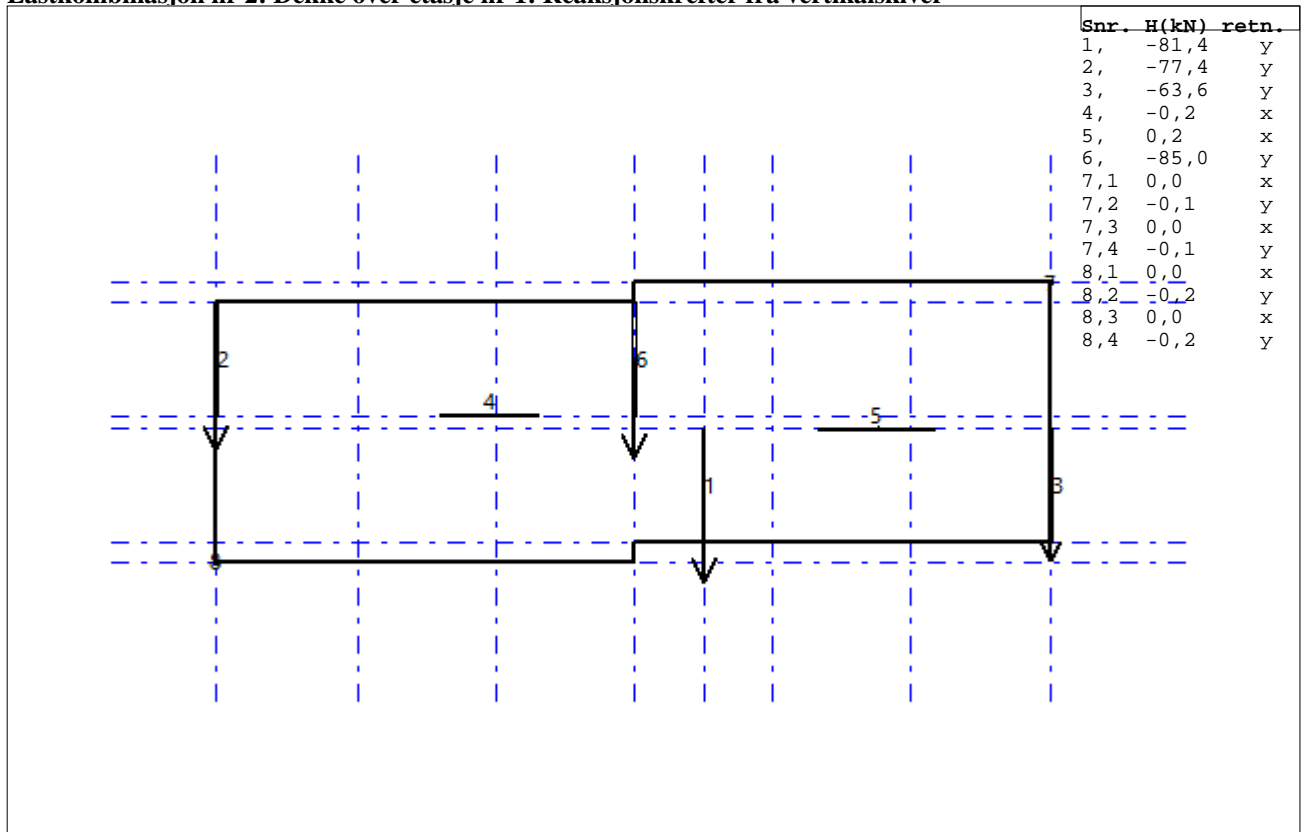 Lastkombinasjon nr 2. Dekke over etasje nr 1. Reaksjonskrefter fra vertikalskiver
Snr. H(kN) retn.
1, -81,4 y
2, -77,4 y
3, -63,6 y
4, -0,2 x
5, 0,2 x
6, -85,0 y
7,1 0,0 x
7,2 -0,1 y
7,3 0,0 x
7,4 -0,1 y
8,1 0,0 x
8,2 -0,2 y
8,3 0,0 x
8,4 -0,2 y
7
2
6
4
5
1
3
8